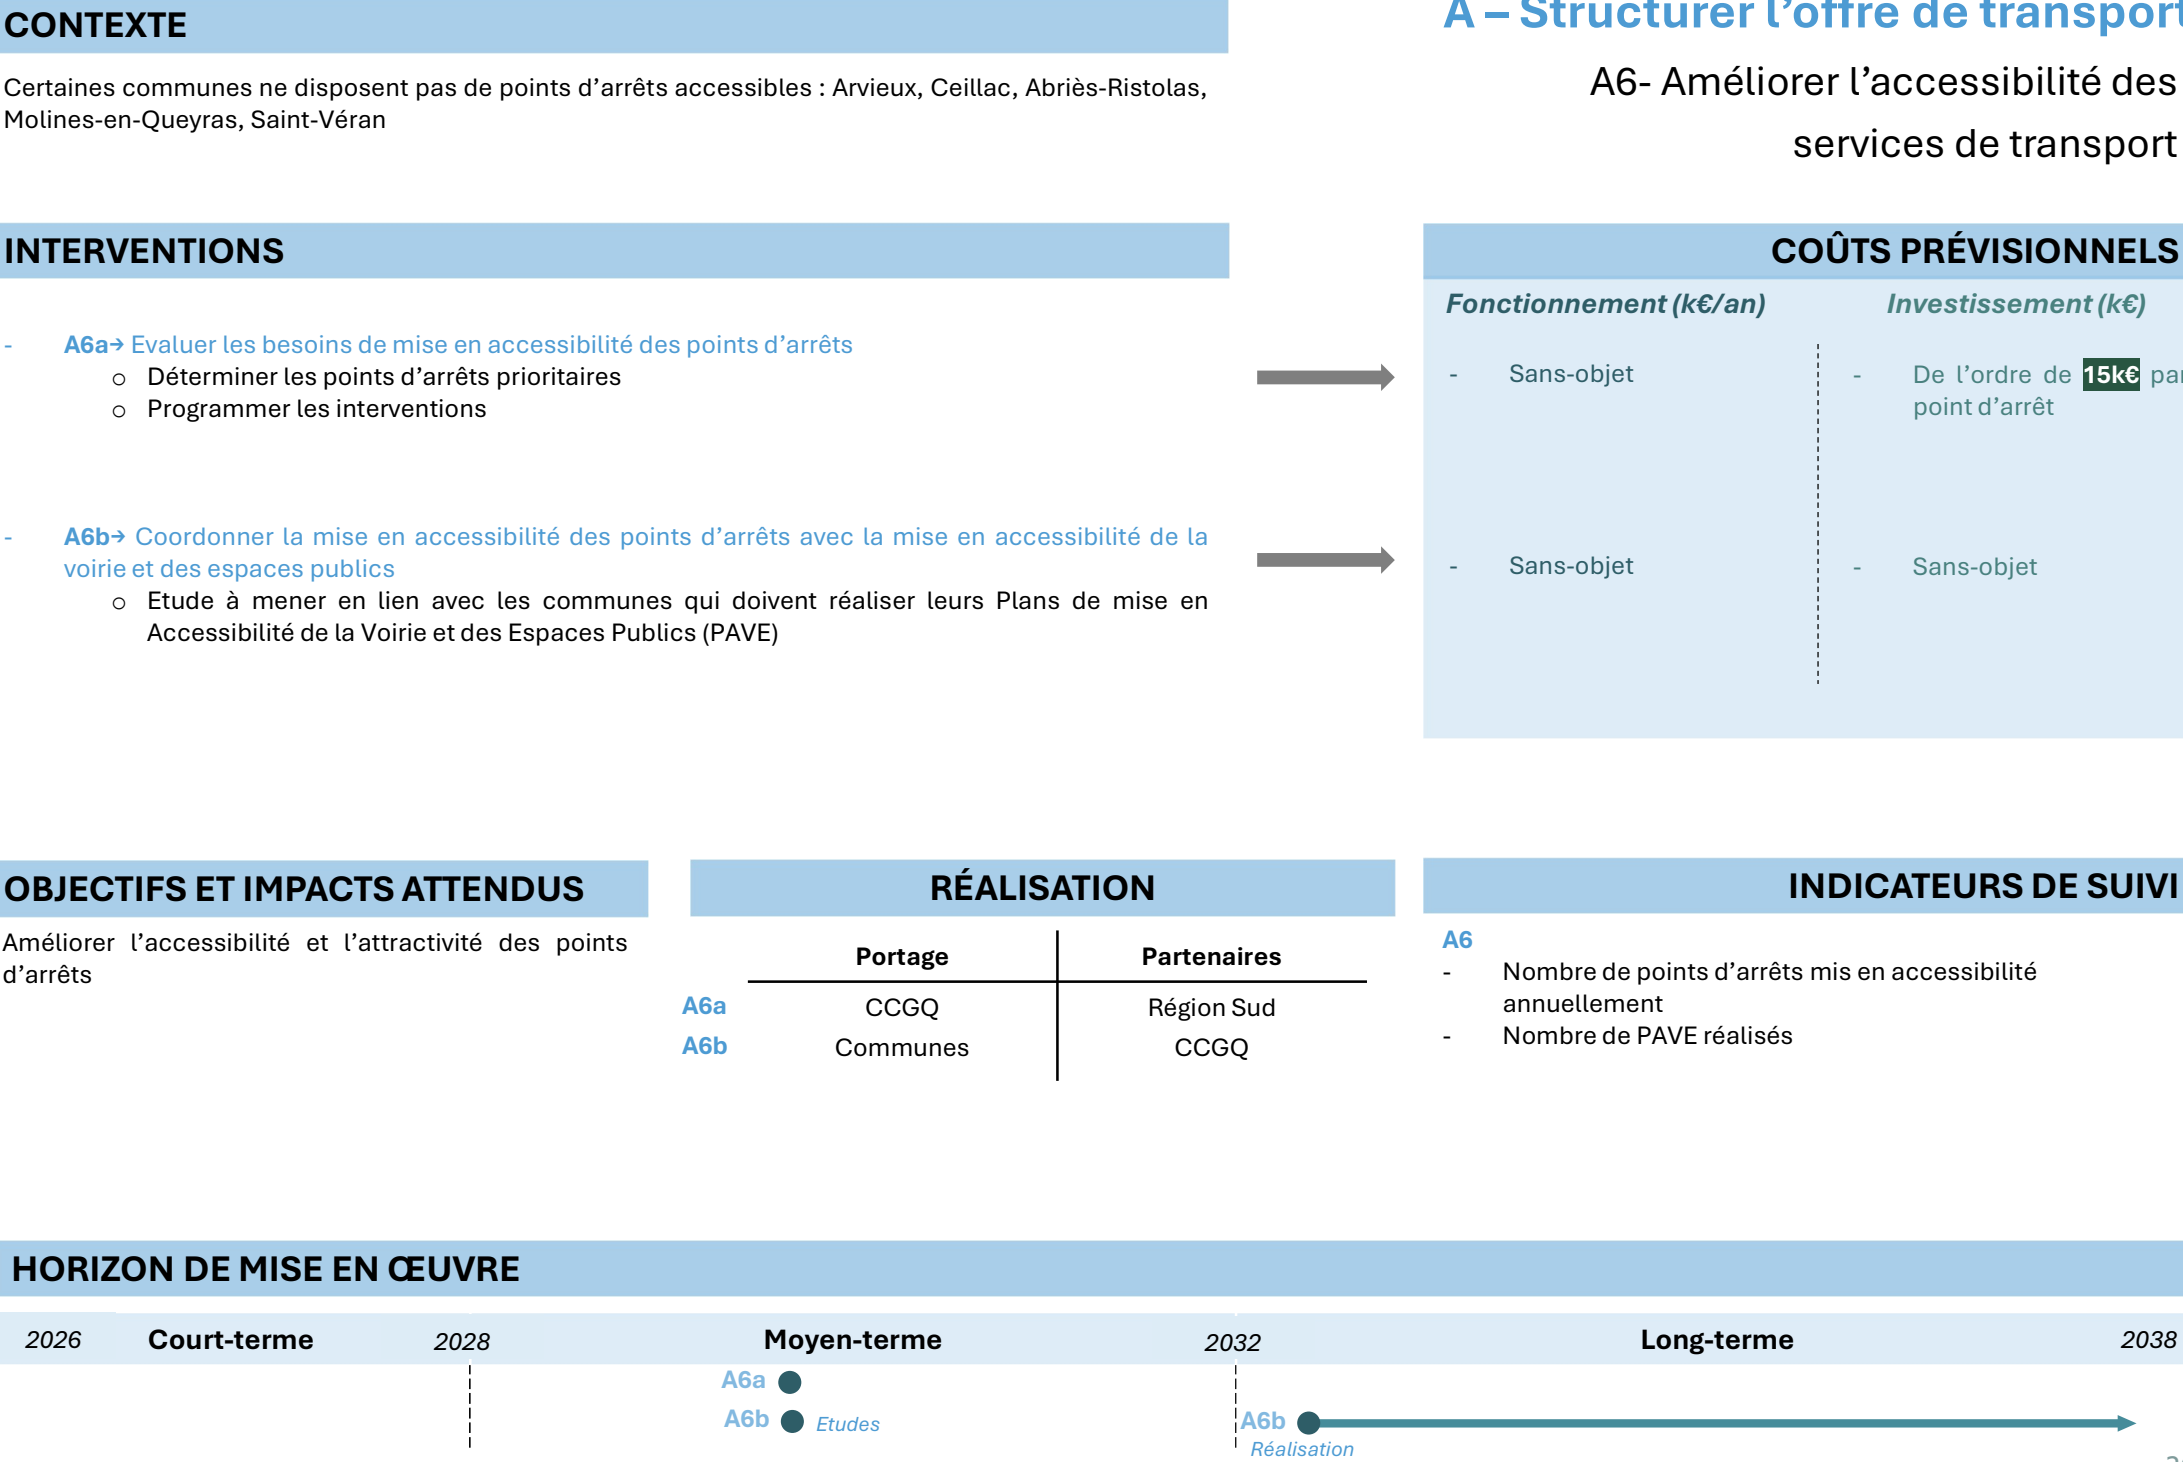 CONTEXTE
Certaines communes ne disposent pas de points d’arrêts accessibles : Arvieux, Ceillac, Abriès-Ristolas,
Molines-en-Queyras, Saint-Véran
A – Structurer l’offre de transport
A6- Améliorer l’accessibilité des
services de transport
INTERVENTIONS
- A6a→ Evaluer les besoins de mise en accessibilité des points d’arrêts
o Déterminer les points d’arrêts prioritaires
o Programmer les interventions
- A6b→ Coordonner la mise en accessibilité des points d’arrêts avec la mise en accessibilité de la
voirie et des espaces publics
o Etude à mener en lien avec les communes qui doivent réaliser leurs Plans de mise en
Accessibilité de la Voirie et des Espaces Publics (PAVE)
COÛTS PRÉVISIONNELS
Fonctionnement (k€/an)
- Sans-objet
- Sans-objet
Investissement (k€)
- De l’ordre de 15k€ par
point d’arrêt
- Sans-objet
OBJECTIFS ET IMPACTS ATTENDUS
Améliorer l’accessibilité et l’attractivité des points
d’arrêts
RÉALISATION
Portage Partenaires
A6a CCGQ Région Sud
A6b Communes CCGQ
INDICATEURS DE SUIVI
A6
- Nombre de points d’arrêts mis en accessibilité
annuellement
- Nombre de PAVE réalisés
HORIZON DE MISE EN ŒUVRE
2026 Court-terme 2028 Moyen-terme 2032 Long-terme 2038
A6a
A6b Etudes
A6b
Réalisation